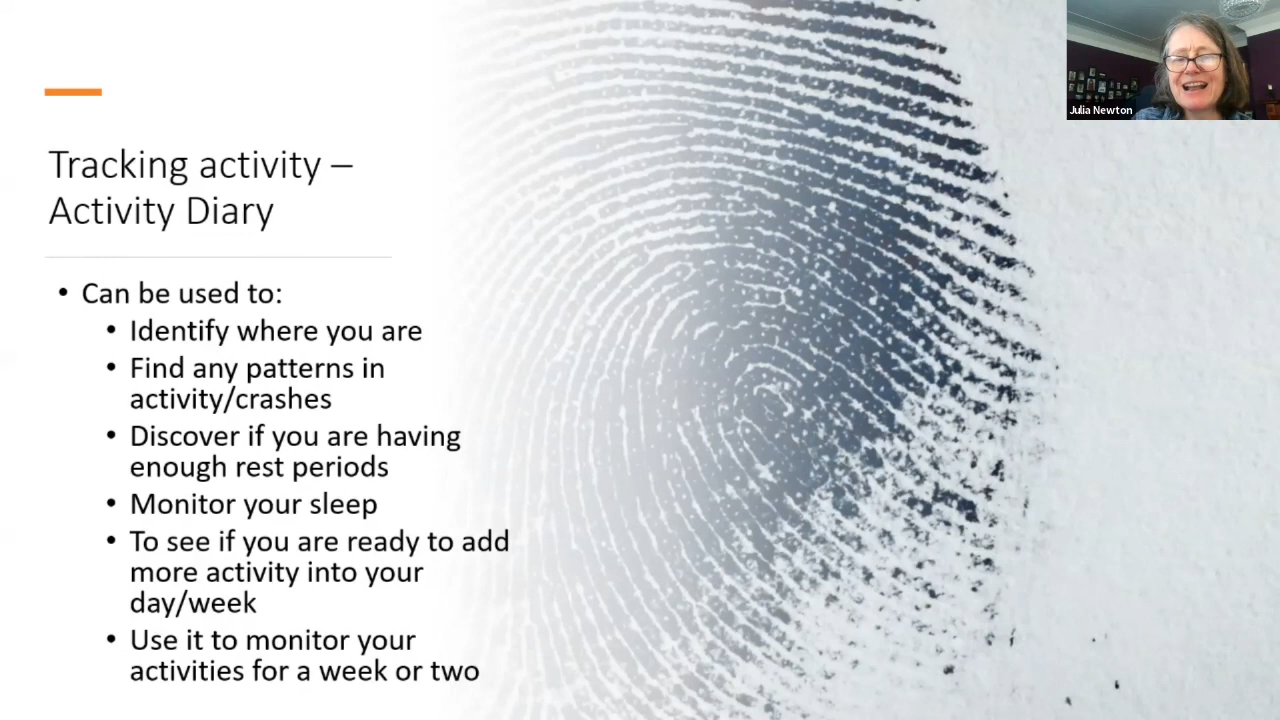 Tracking activity –
Activity Diary
• Can be used to:
• Identify where you are
• Find any patterns in
activity/crashes
• Discover if you are having
enough rest periods
• Monitor your sleep
• To see if you are ready to add
more activity into your
day/week
• Use it to monitor your
activities for a week or two
Julia Newton